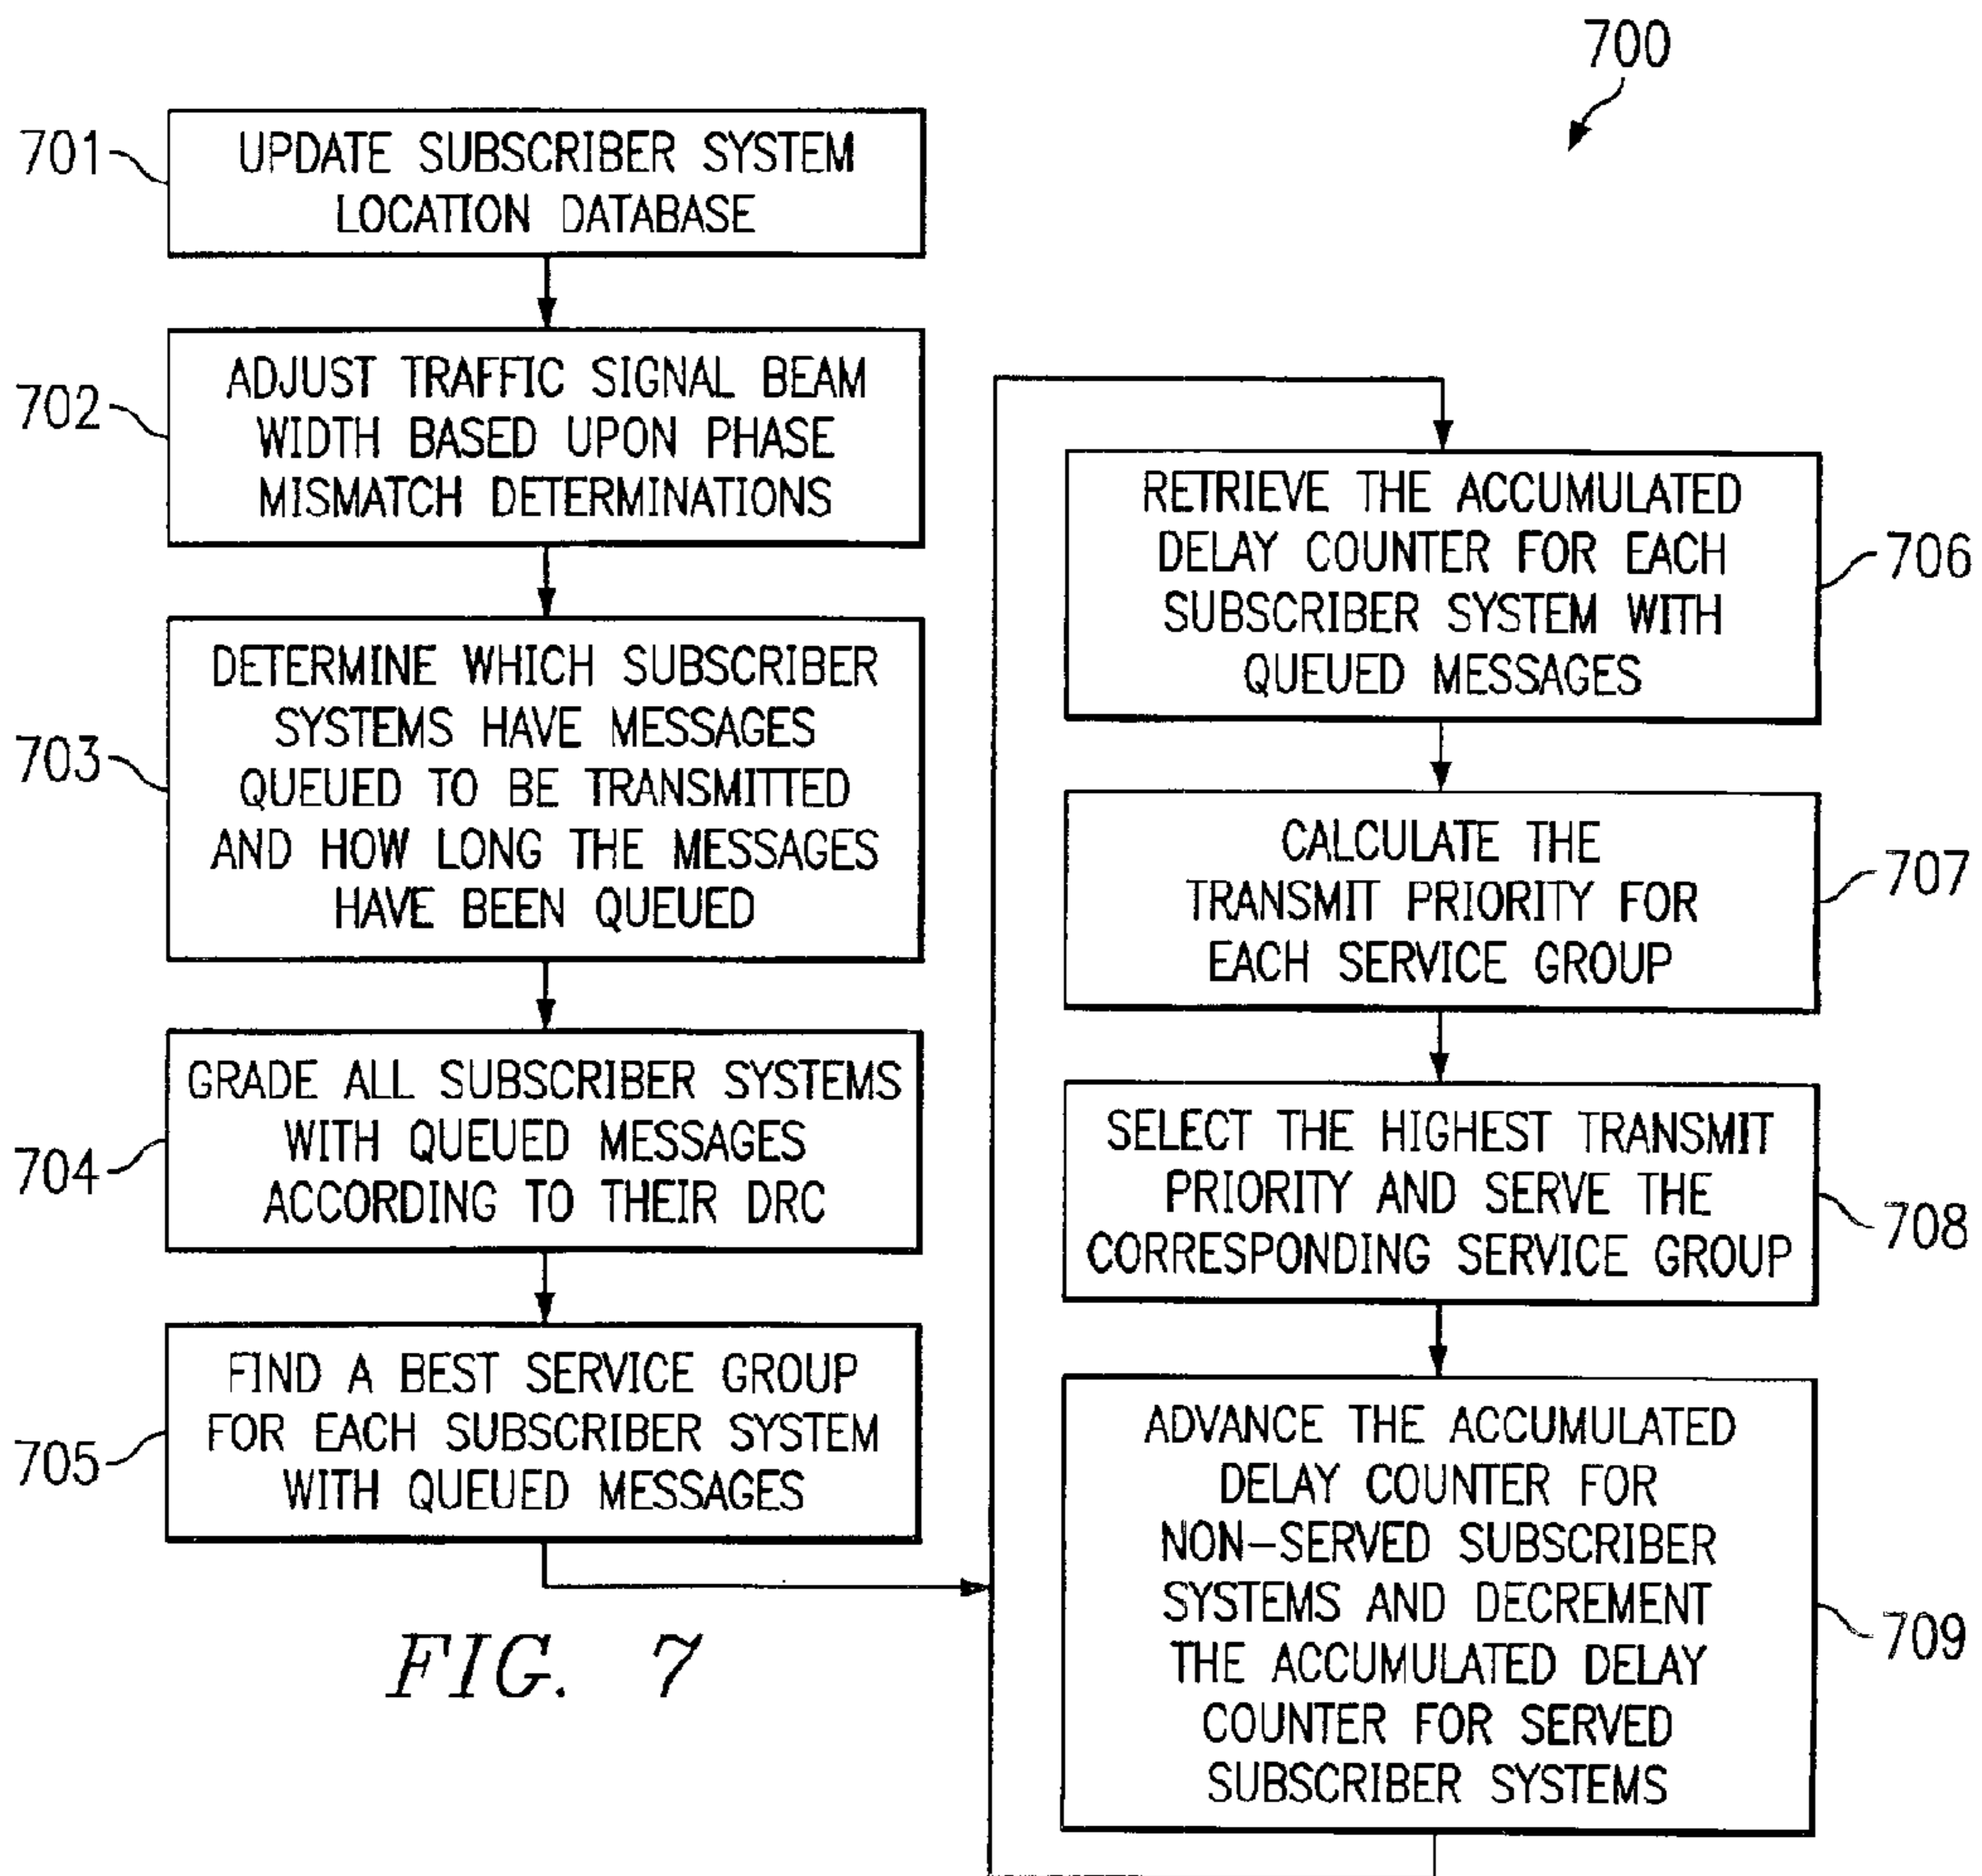 700
701
UPDATE SUBSCRIBER SYSTEM
LOCATION DATABASE
702
ADJUST TRAFFIC SIGNAL BEAM
WIDTH BASED UPON PHASE
MISMATCH DETERMINATIONS
703
DETERMINE WHICH SUBSCRIBER
SYSTEMS HAVE MESSAGES
QUEUED TO BE TRANSMITTED
AND HOW LONG THE MESSAGES
HAVE BEEN QUEUED
704
GRADE ALL SUBSCRIBER SYSTEMS
WITH QUEUED MESSAGES
ACCORDING TO THEIR DRC
705
FIND A BEST SERVICE GROUP
FOR EACH SUBSCRIBER SYSTEM
WITH QUEUED MESSAGES
RETRIEVE THE ACCUMULATED
DELAY COUNTER FOR EACH
SUBSCRIBER SYSTEM WITH
QUEUED MESSAGES
706
CALCULATE THE
TRANSMIT PRIORITY FOR
EACH SERVICE GROUP
707
SELECT THE HIGHEST TRANSMIT
PRIORITY AND SERVE THE
CORRESPONDING SERVICE GROUP
708
ADVANCE THE ACCUMULATED
DELAY COUNTER FOR
NON-SERVED SUBSCRIBER
SYSTEMS AND DECREMENT
THE ACCUMULATED DELAY
COUNTER FOR SERVED
SUBSCRIBER SYSTEMS
709
FIG. 7